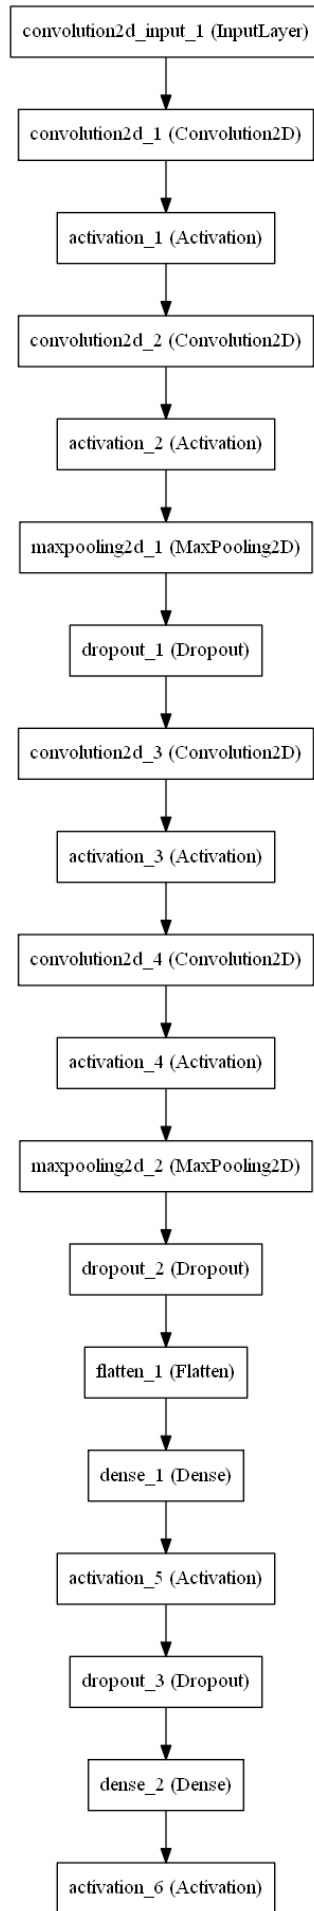 convolution2d_input_1 (InputLayer)
convolution2d_1 (Convolution2D)
activation_1 (Activation)
convolution2d_2 (Convolution2D)
activation_2 (Activation)
maxpooling2d_1 (MaxPooling2D)
dropout_1 (Dropout)
convolution2d_3 (Convolution2D)
activation_3 (Activation)
convolution2d_4 (Convolution2D)
activation_4 (Activation)
maxpooling2d_2 (MaxPooling2D)
dropout_2 (Dropout)
flatten_1 (Flatten)
dense_1 (Dense)
activation_5 (Activation)
dropout_3 (Dropout)
dense_2 (Dense)
activation_6 (Activation)